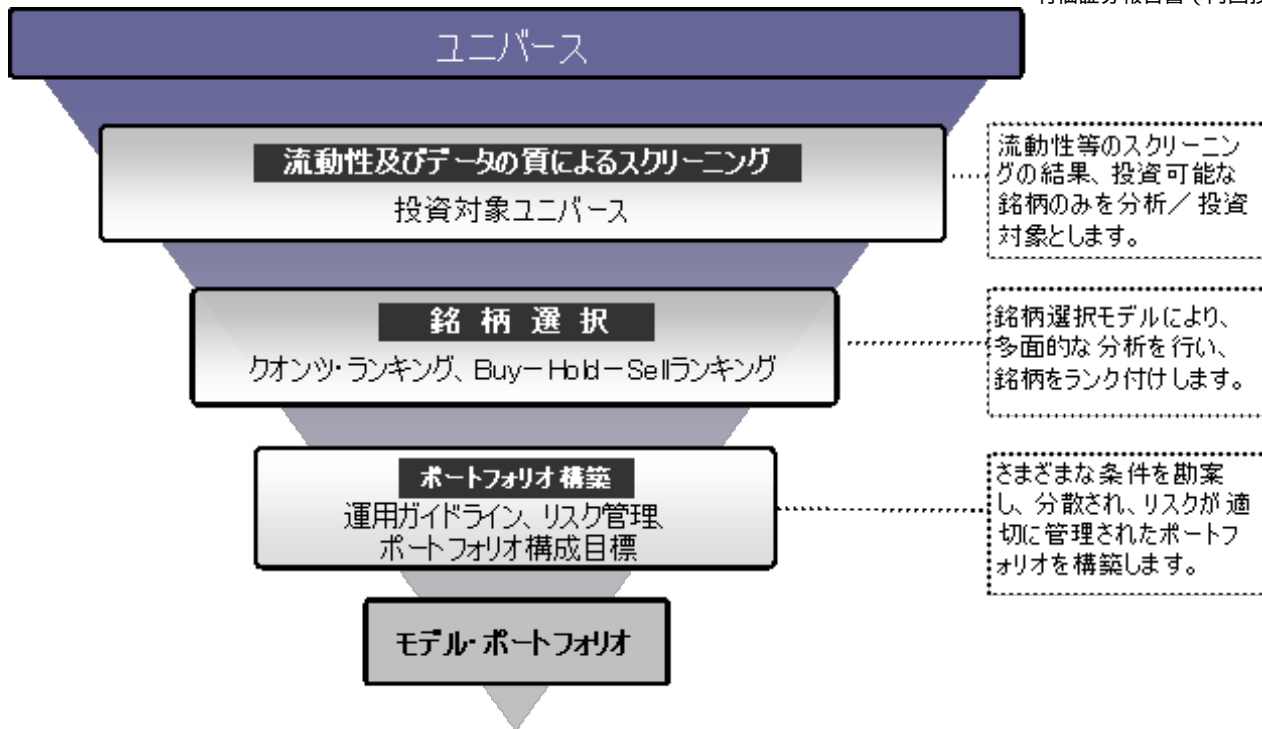 ユニバース
流動性及びデータの質によるスクリーニング
投資対象ユニバース
流動性等のスクリーニン
グの結果、投資可能な
銘柄のみを分析／投資
対象とします。
銘柄選択
クオンツ・ランキング、Buy－Hold－Sellランキング
銘柄選択モデルにより、
多面的な分析を行い、
銘柄をランク付けします。
ポートフォリオ構築
運用ガイドライン、リスク管理、
ポートフォリオ構成目標
さまざまな条件を勘案
し、分散され、リスクが適
切に管理されたポートフ
ォリオを構築します。
モデル・ポートフォリオ